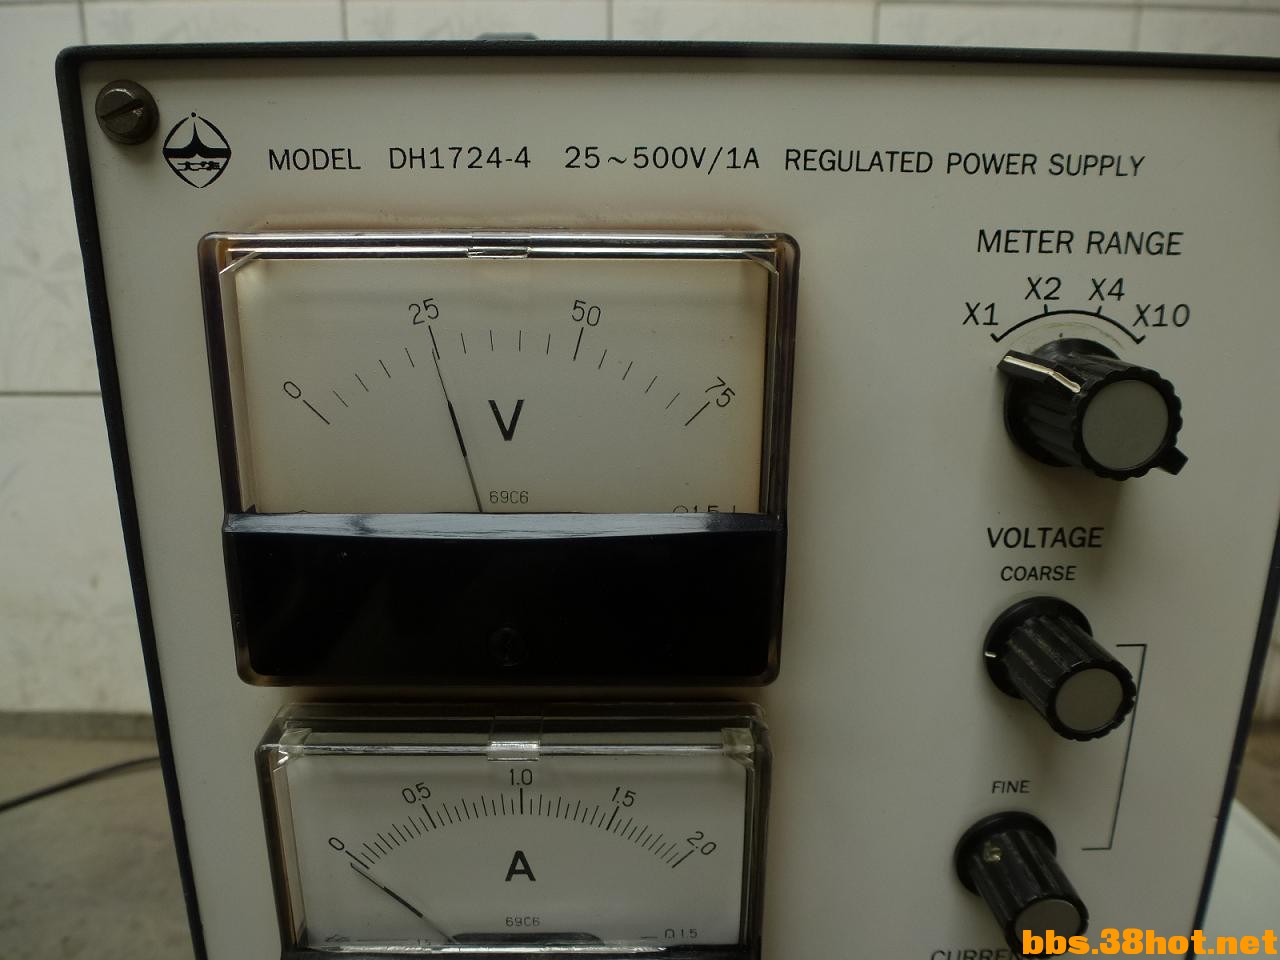 MODEL DH1724-4 25~500V/1A REGULATED POWER SUPPLY
METER RANGE
X1 X2 X4 X10
0 25 50 75
V
69C6
VOLTAGE
COARSE
0 0.5 1.0 1.5 2.0
A
69C6
Ω 1.5
FINE
bbs.38hot.net